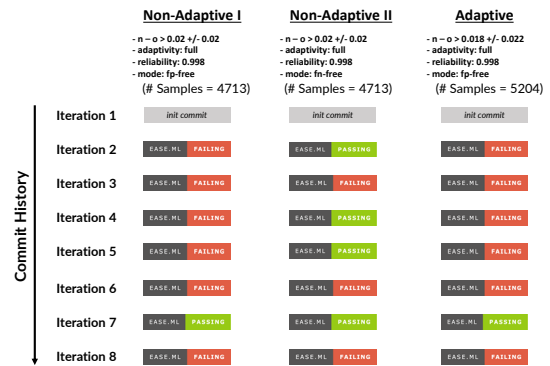 Non-Adaptive I
- n – o > 0.02 +/- 0.02
- adaptivity: full
- reliability: 0.998
- mode: fp-free
(# Samples = 4713)
Non-Adaptive II
- n – o > 0.02 +/- 0.02
- adaptivity: full
- reliability: 0.998
- mode: fn-free
(# Samples = 4713)
Adaptive
- n – o > 0.018 +/- 0.022
- adaptivity: full
- reliability: 0.998
- mode: fp-free
(# Samples = 5204)
Commit History
Iteration 1 init commit init commit init commit
Iteration 2 EASE.ML FAILING EASE.ML PASSING EASE.ML FAILING
Iteration 3 EASE.ML FAILING EASE.ML FAILING EASE.ML FAILING
Iteration 4 EASE.ML FAILING EASE.ML PASSING EASE.ML FAILING
Iteration 5 EASE.ML FAILING EASE.ML PASSING EASE.ML FAILING
Iteration 6 EASE.ML FAILING EASE.ML FAILING EASE.ML FAILING
Iteration 7 EASE.ML PASSING EASE.ML PASSING EASE.ML PASSING
Iteration 8 EASE.ML FAILING EASE.ML FAILING EASE.ML FAILING